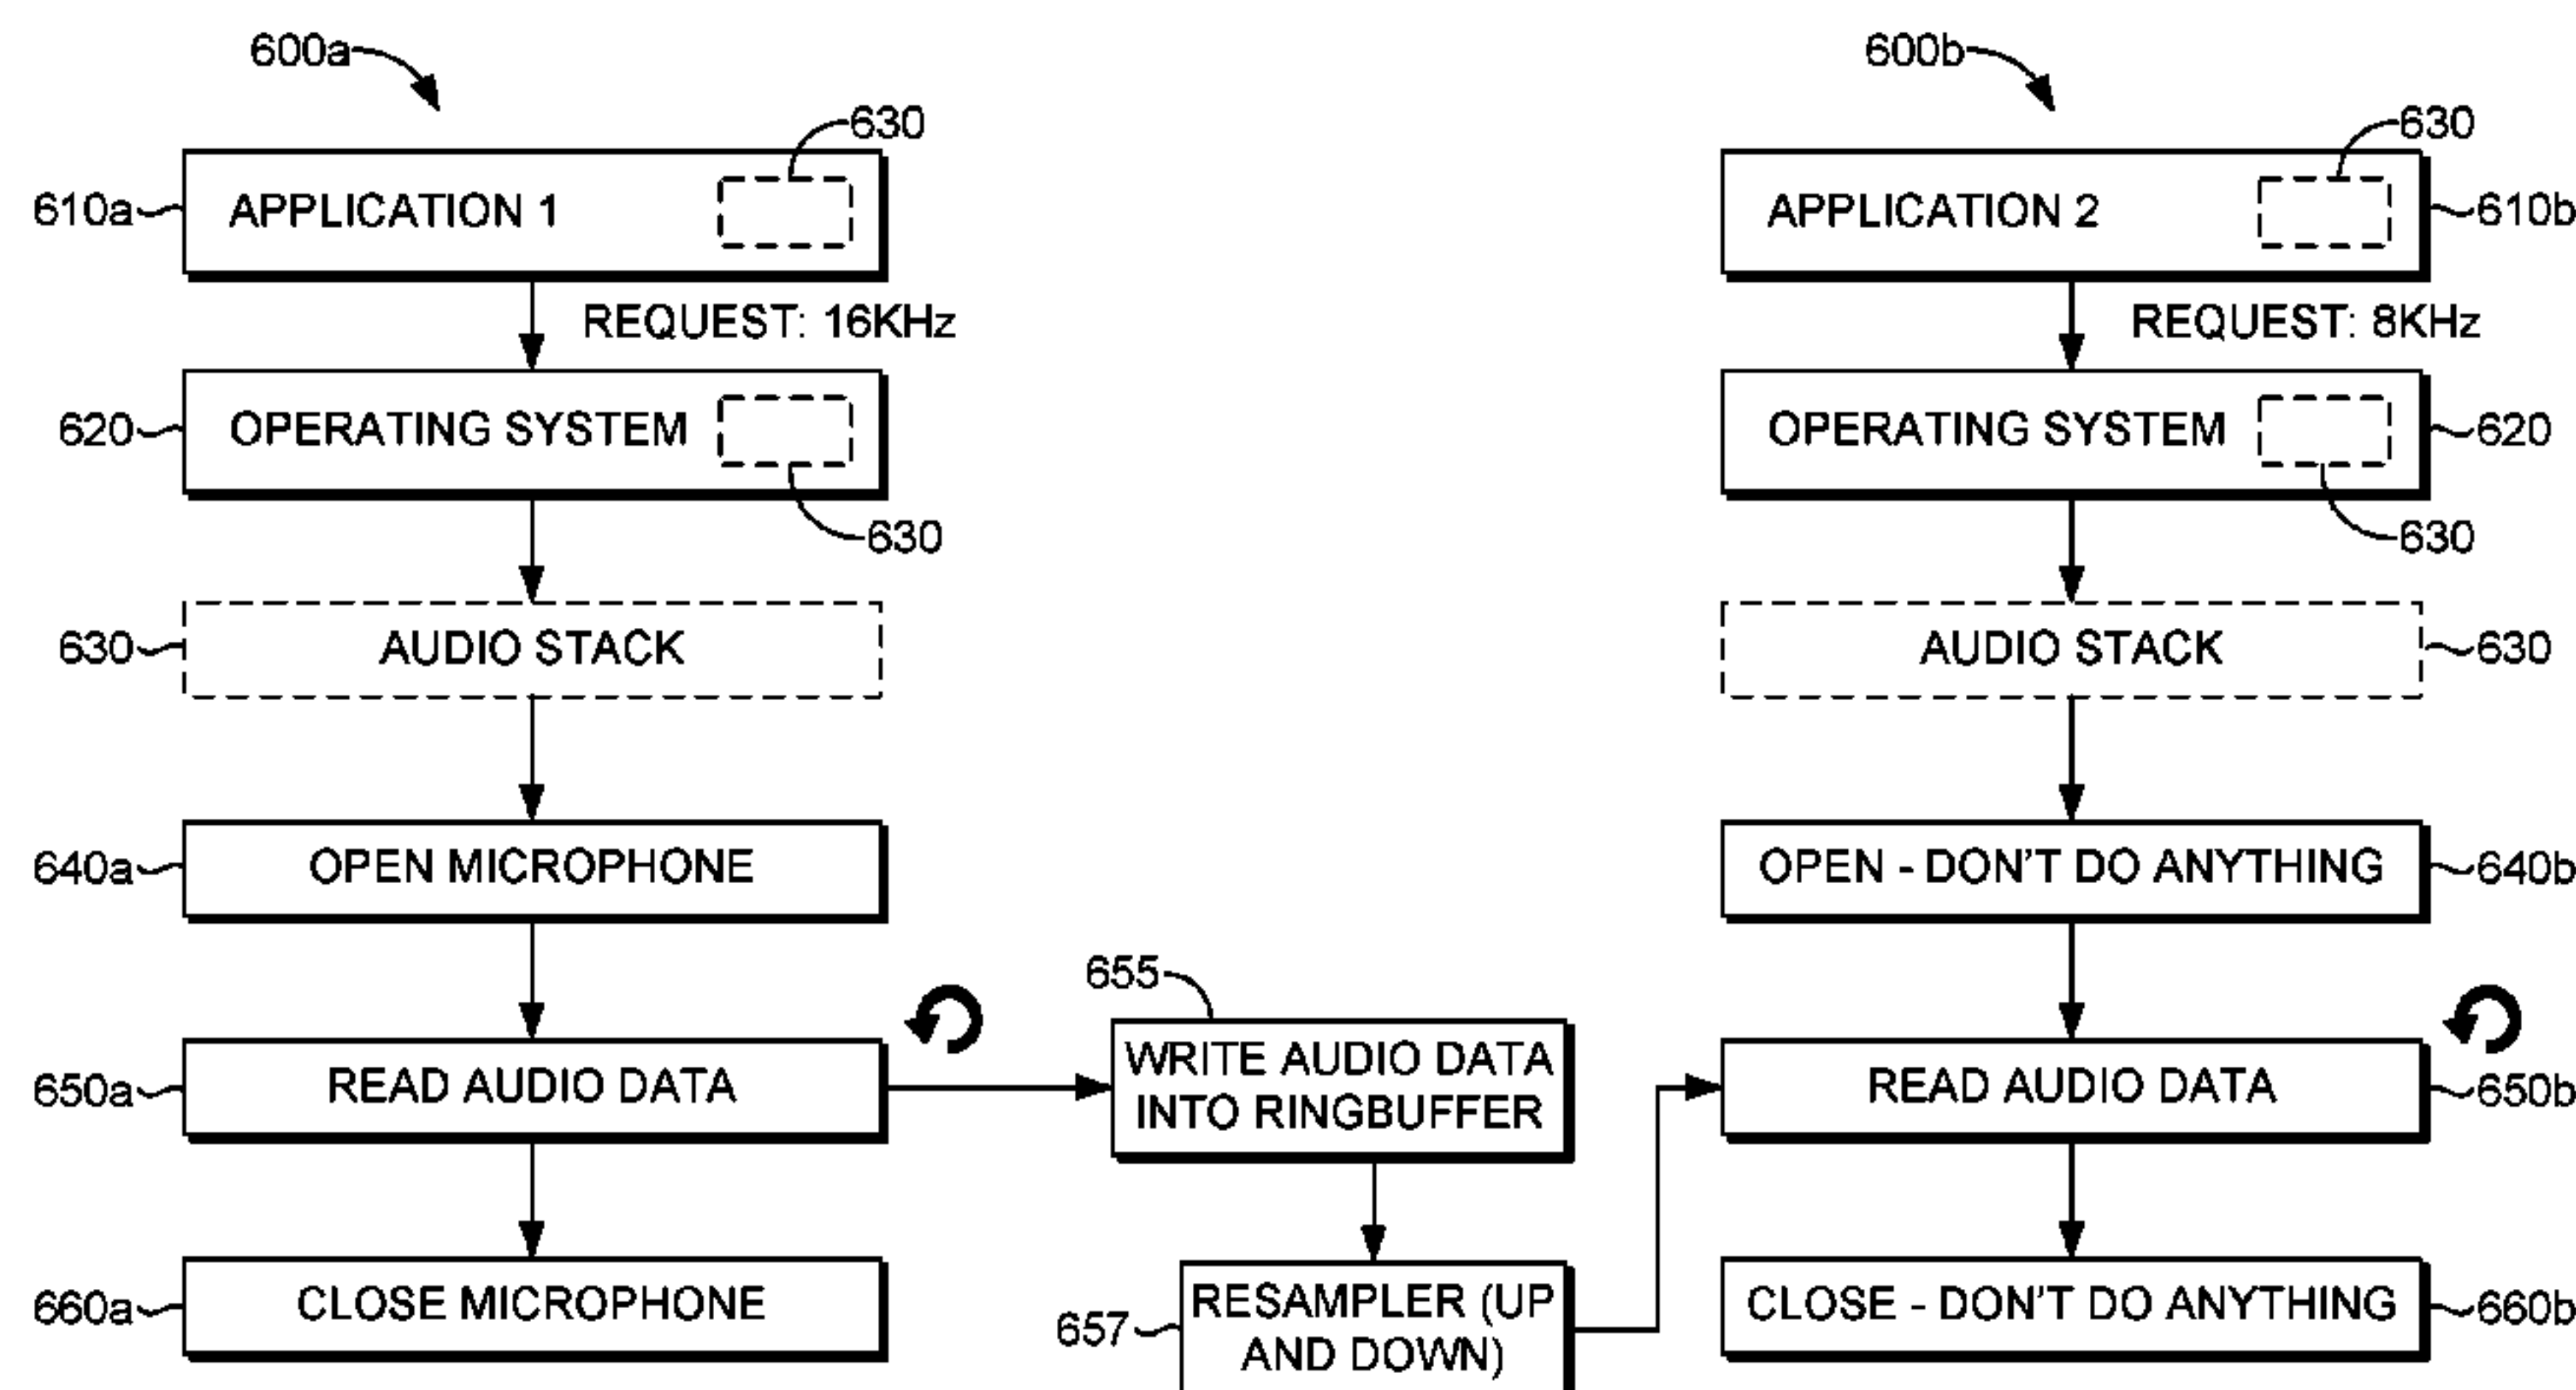 600a
600b
630
630
610a
APPLICATION 1
APPLICATION 2
610b
REQUEST: 16KHz
REQUEST: 8KHz
620
OPERATING SYSTEM
OPERATING SYSTEM
620
630
630
630
AUDIO STACK
AUDIO STACK
630
640a
OPEN MICROPHONE
OPEN - DON'T DO ANYTHING
640b
655
650a
READ AUDIO DATA
WRITE AUDIO DATA
INTO RINGBUFFER
READ AUDIO DATA
650b
660a
CLOSE MICROPHONE
657
RESAMPLER (UP
AND DOWN)
CLOSE - DON'T DO ANYTHING
660b